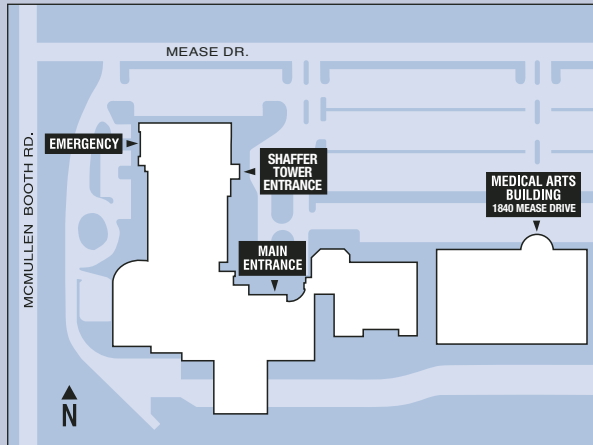 MEASE DR.
MCMULLEN BOOTH RD.
EMERGENCY
SHAFFER
TOWER
ENTRANCE
MEDICAL ARTS
BUILDING
1840 MEASE DRIVE
MAIN
ENTRANCE
N